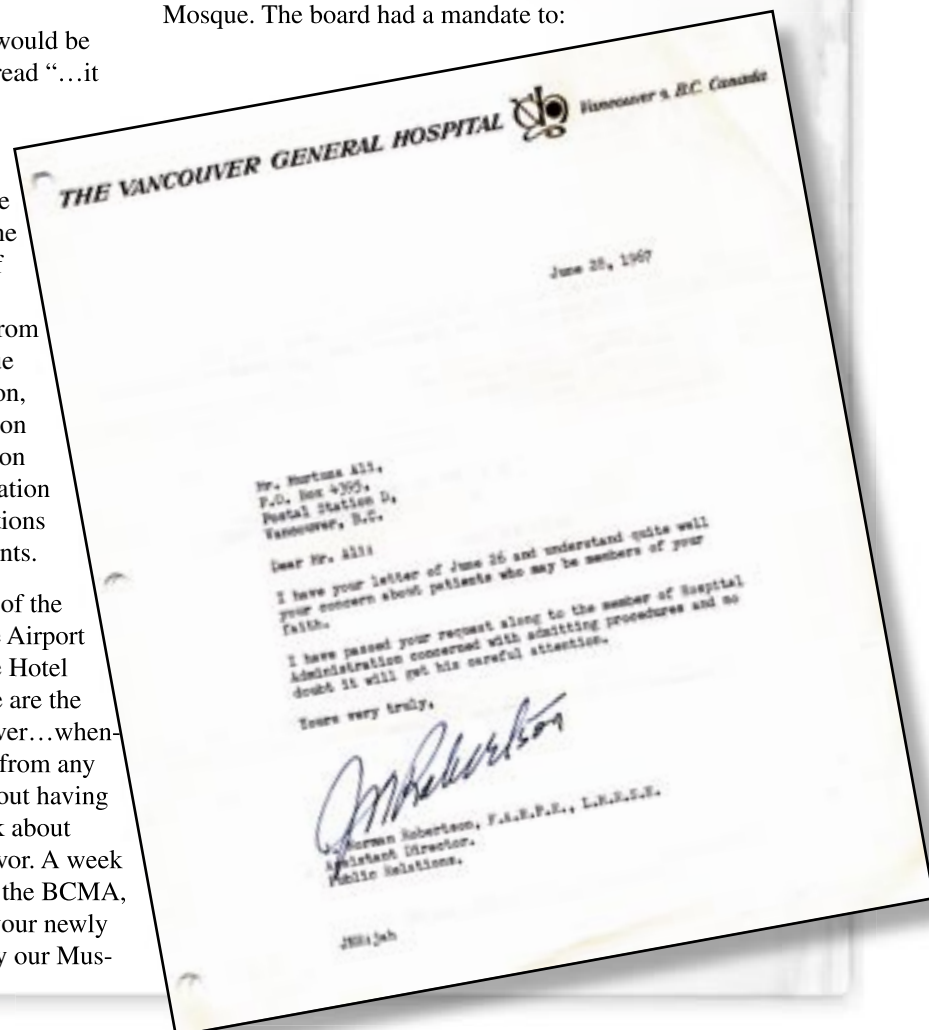 Mosque. The board had a mandate to:
would be
read “…it
e
ne
f
rom
ue
on,
on
on
ation
tions
nts.
of the
e Airport
e Hotel
e are the
ver…when-
from any
out having
k about
vor. A week
the BCMA,
your newly
y our Mus-
THE VANCOUVER GENERAL HOSPITAL
Vancouver 9, B.C. Canada
June 28, 1967
Mr. Murtuza Ali,
P.O. Box 4395,
Postal Station D,
Vancouver, B.C.
Dear Mr. Ali:
I have your letter of June 26 and understand quite well
your concern about patients who may be members of your
faith.
I have passed your request along to the member of Hospital
Administration concerned with admitting procedures and no
doubt it will get his careful attention.
Yours very truly,
Norman Robertson, F.A.R.P.R., L.H.R.S.H.
Assistant Director.
Public Relations.